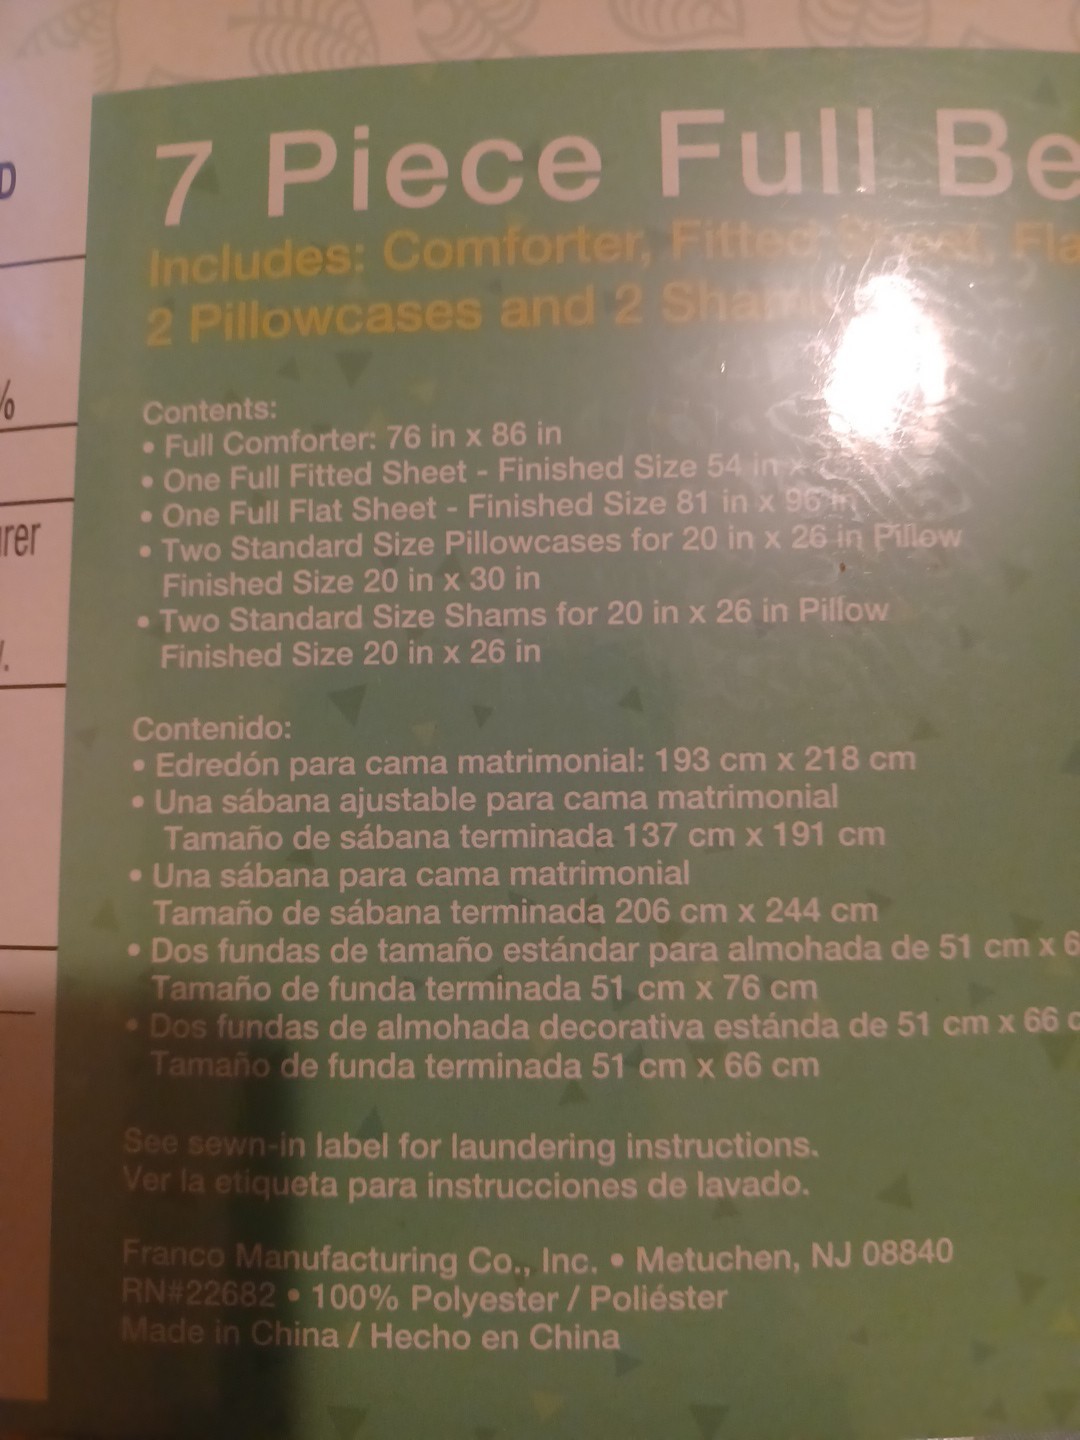 D
%
rer
7 Piece Full Be
Includes: Comforter, Fitted Sheet, Fla
2 Pillowcases and 2 Shams
Contents:
• Full Comforter: 76 in x 86 in
• One Full Fitted Sheet - Finished Size 54 in x
• One Full Flat Sheet - Finished Size 81 in x 96 in
• Two Standard Size Pillowcases for 20 in x 26 in Pillow
Finished Size 20 in x 30 in
• Two Standard Size Shams for 20 in x 26 in Pillow
Finished Size 20 in x 26 in
Contenido:
• Edredón para cama matrimonial: 193 cm x 218 cm
• Una sábana ajustable para cama matrimonial
Tamaño de sábana terminada 137 cm x 191 cm
• Una sábana para cama matrimonial
Tamaño de sábana terminada 206 cm x 244 cm
• Dos fundas de tamaño estándar para almohada de 51 cm x 6
Tamaño de funda terminada 51 cm x 76 cm
• Dos fundas de almohada decorativa estánda de 51 cm x 66 c
Tamaño de funda terminada 51 cm x 66 cm
See sewn-in label for laundering instructions.
Ver la etiqueta para instrucciones de lavado.
Franco Manufacturing Co., Inc. • Metuchen, NJ 08840
RN#22682 • 100% Polyester / Poliéster
Made in China / Hecho en China